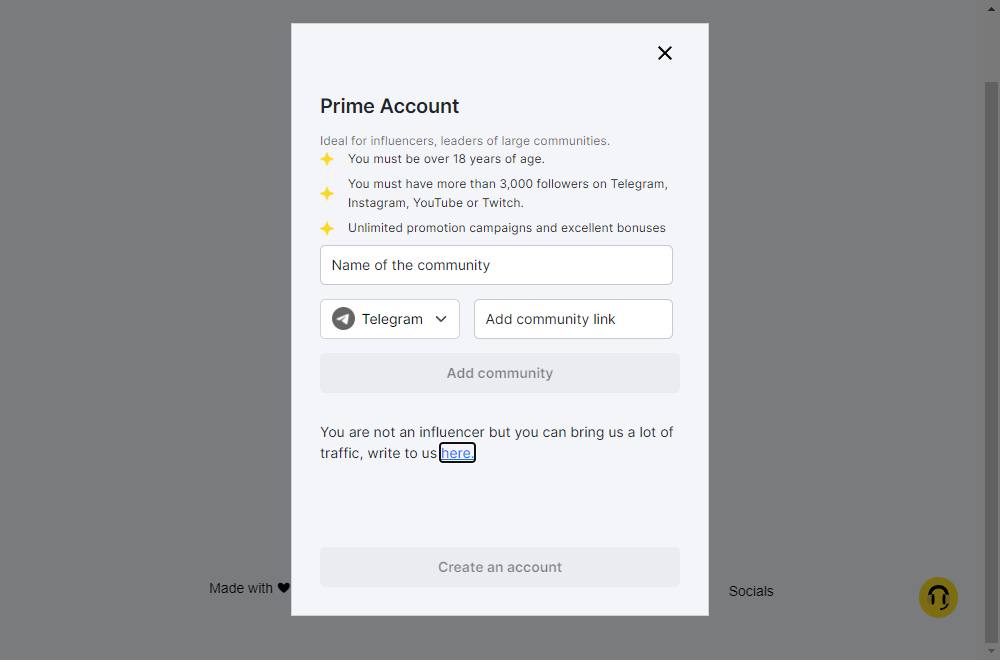 Prime Account
Ideal for influencers, leaders of large communities.
You must be over 18 years of age.
You must have more than 3,000 followers on Telegram,
Instagram, YouTube or Twitch.
Unlimited promotion campaigns and excellent bonuses
Name of the community
Telegram
Add community link
Add community
You are not an influencer but you can bring us a lot of
traffic, write to us here.
Create an account
Made with
Socials